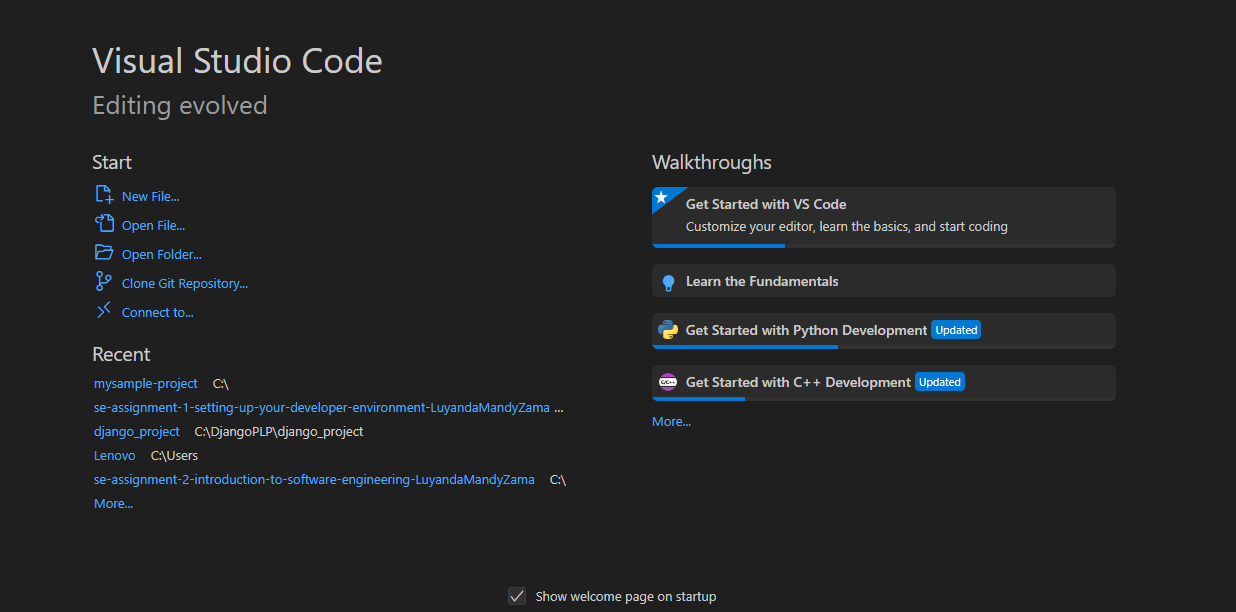 Visual Studio Code
Editing evolved
Start
New File...
Open File...
Open Folder...
Clone Git Repository...
Connect to...
Recent
mysample-project C:\
se-assignment-1-setting-up-your-developer-environment-LuyandaMandyZama ...
django_project C:\DjangoPLP\django_project
Lenovo C:\Users
se-assignment-2-introduction-to-software-engineering-LuyandaMandyZama C:\
More...
Walkthroughs
Get Started with VS Code
Customize your editor, learn the basics, and start coding
Learn the Fundamentals
Get Started with Python Development Updated
C/C++ Get Started with C++ Development Updated
More...
Show welcome page on startup